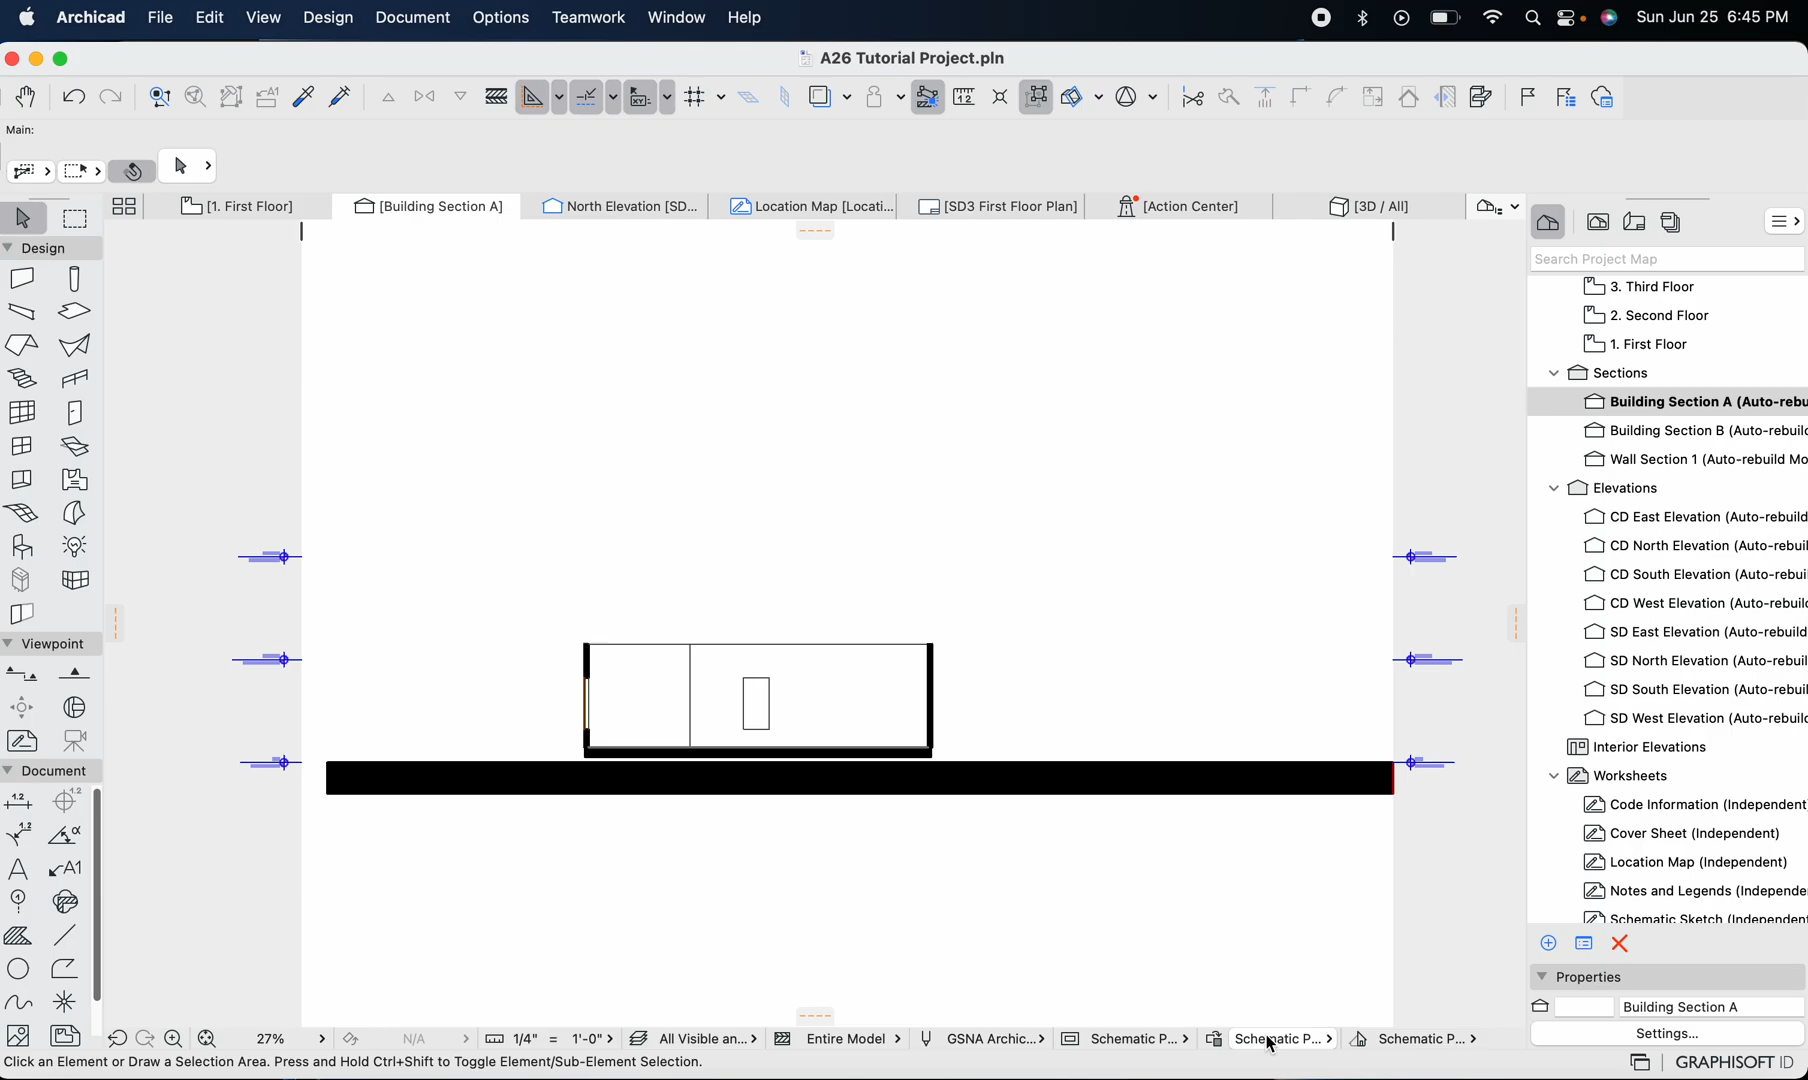 Archicad File Edit View Design Document Options Teamwork Window Help Sun Jun 25 6:45 PM
A26 Tutorial Project.pln
Main:
[1. First Floor] [Building Section A] North Elevation [SD... Location Map [Locati... [SD3 First Floor Plan] [Action Center] [3D / All]
Design
Viewpoint
Document
Search Project Map
3. Third Floor
2. Second Floor
1. First Floor
Sections
Building Section A (Auto-rebu
Building Section B (Auto-rebuild
Wall Section 1 (Auto-rebuild Mo
Elevations
CD East Elevation (Auto-rebuild
CD North Elevation (Auto-rebuil
CD South Elevation (Auto-rebui
CD West Elevation (Auto-rebuild
SD East Elevation (Auto-rebuild
SD North Elevation (Auto-rebuil
SD South Elevation (Auto-rebuil
SD West Elevation (Auto-rebuild
Interior Elevations
Worksheets
Code Information (Independent
Cover Sheet (Independent)
Location Map (Independent)
Notes and Legends (Independe
Schematic Sketch (Independent
Properties
Building Section A
Settings...
27% N/A 1/4" = 1'-0" All Visible an... Entire Model GSNA Archic... Schematic P... Schematic P... Schematic P...
Click an Element or Draw a Selection Area. Press and Hold Ctrl+Shift to Toggle Element/Sub-Element Selection.
GRAPHISOFT ID